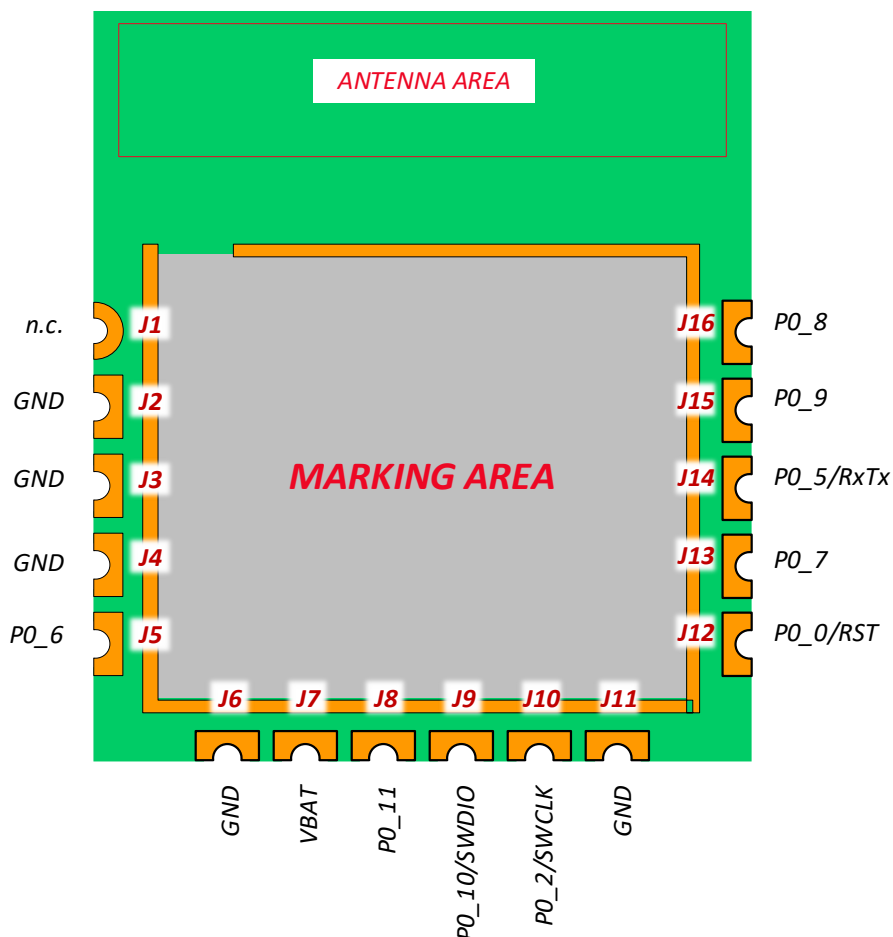 ANTENNA AREA
n.c. J1 J16 P0_8
GND J2 J15 P0_9
GND J3 MARKING AREA J14 P0_5/RxTx
GND J4 J13 P0_7
P0_6 J5 J12 P0_0/RST
J6 J7 J8 J9 J10 J11
GND
VBAT
P0_11
P0_10/SWDIO
P0_2/SWCLK
GND